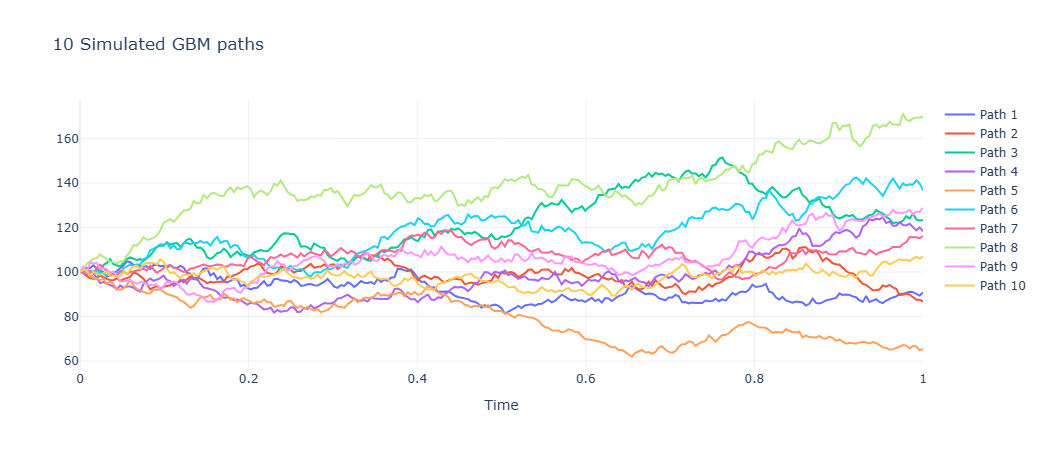 10 Simulated GBM paths
160
140
120
100
80
60
0
0.2
0.4
0.6
0.8
1
Time
Path 1
Path 2
Path 3
Path 4
Path 5
Path 6
Path 7
Path 8
Path 9
Path 10